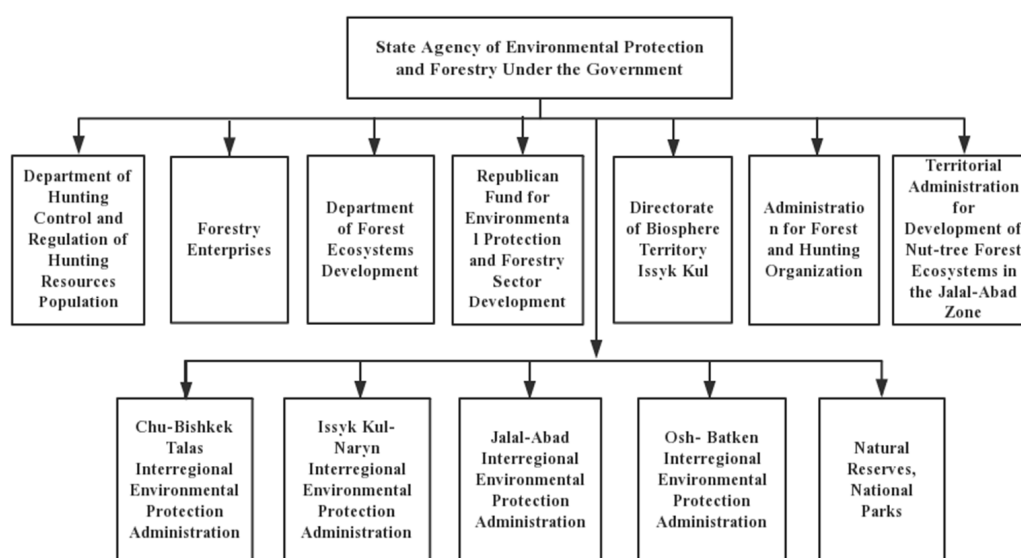 State Agency of Environmental Protection
and Forestry Under the Government
Department of
Hunting
Control and
Regulation of
Hunting
Resources
Population
Forestry
Enterprises
Department
of Forest
Ecosystems
Development
Republican
Fund for
Environmenta
l Protection
and Forestry
Sector
Development
Directorate
of Biosphere
Territory
Issyk Kul
Administratio
n for Forest
and Hunting
Organization
Territorial
Administration
for
Development of
Nut-tree Forest
Ecosystems in
the Jalal-Abad
Zone
Chu-Bishkek
Talas
Interregional
Environmental
Protection
Administration
Issyk Kul-
Naryn
Interregional
Environmental
Protection
Administration
Jalal-Abad
Interregional
Environmental
Protection
Administration
Osh- Batken
Interregional
Environmental
Protection
Administration
Natural
Reserves,
National
Parks